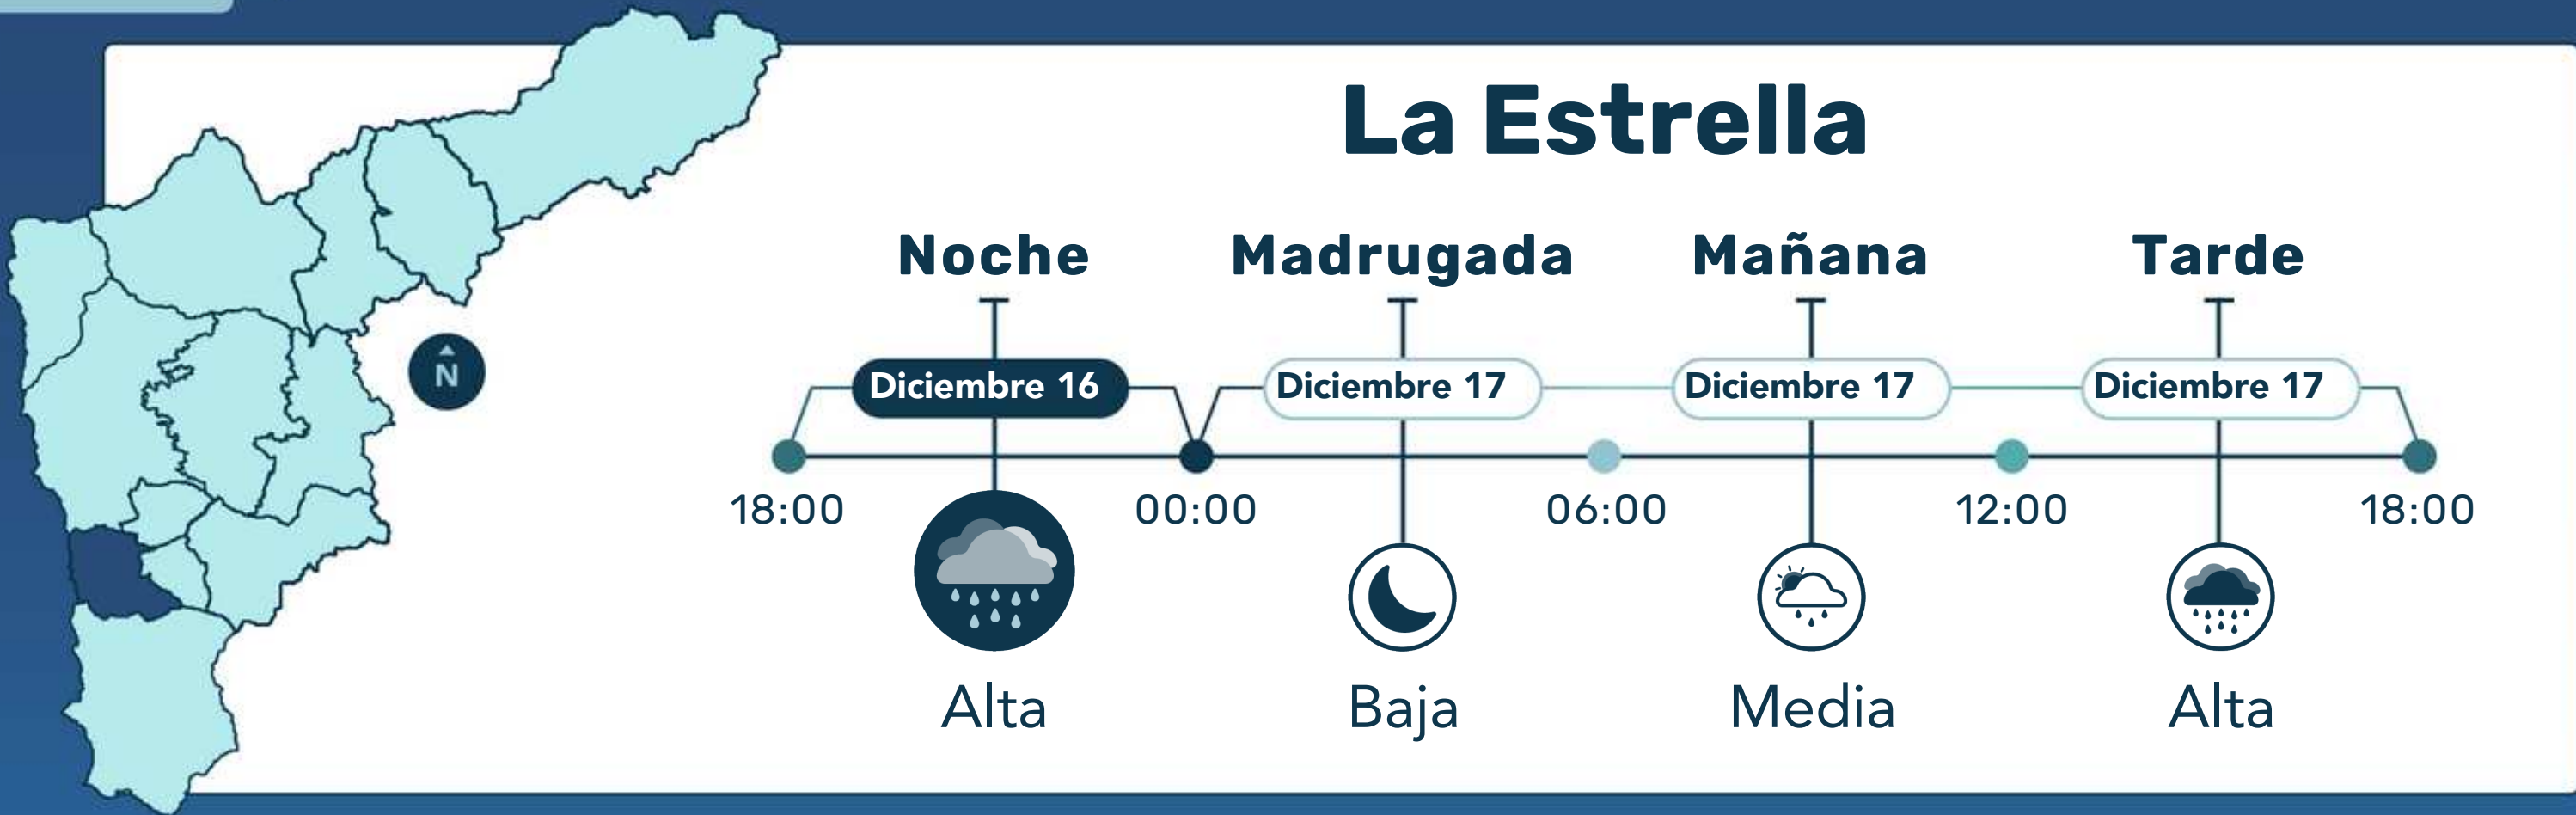 La Estrella
Noche Madrugada Mañana Tarde
N
Diciembre 16 Diciembre 17 Diciembre 17 Diciembre 17
18:00 00:00 06:00 12:00 18:00
Alta Baja Media Alta